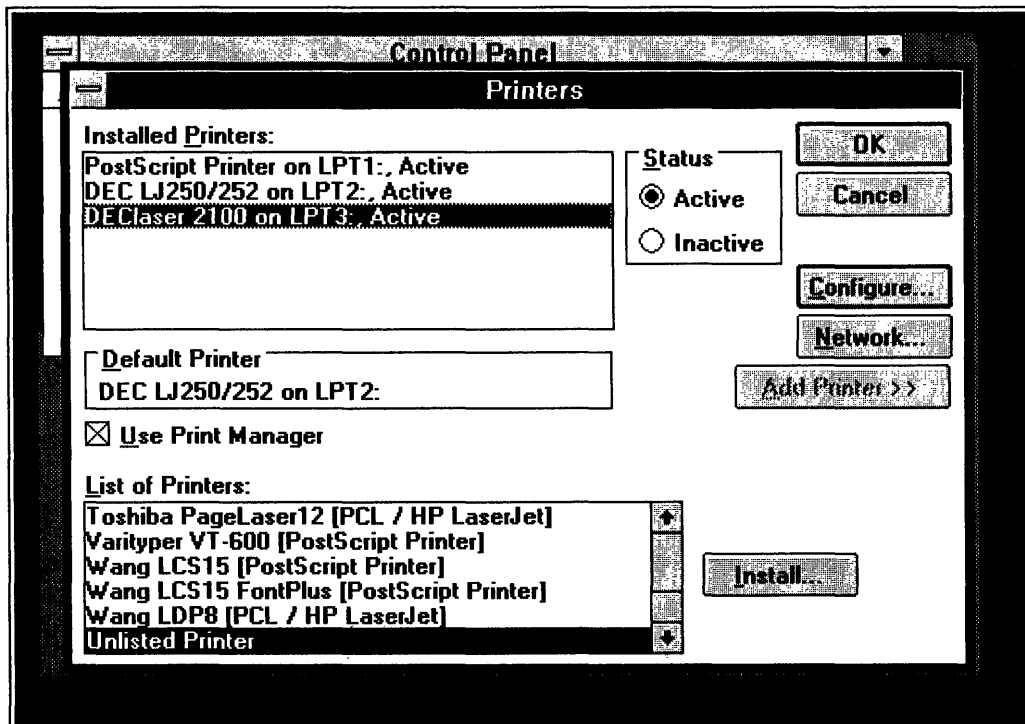 Control Panel
Printers
Installed Printers:
PostScript Printer on LPT1:, Active
DEC LJ250/252 on LPT2:, Active
DEClaser 2100 on LPT3:, Active
Status
Active
Inactive
OK
Cancel
Configure...
Network...
Add Printer >>
Default Printer
DEC LJ250/252 on LPT2:
Use Print Manager
List of Printers:
Toshiba PageLaser12 [PCL / HP LaserJet]
Varityper VT-600 [PostScript Printer]
Wang LCS15 [PostScript Printer]
Wang LCS15 FontPlus [PostScript Printer]
Wang LDP8 [PCL / HP LaserJet]
Unlisted Printer
Install...